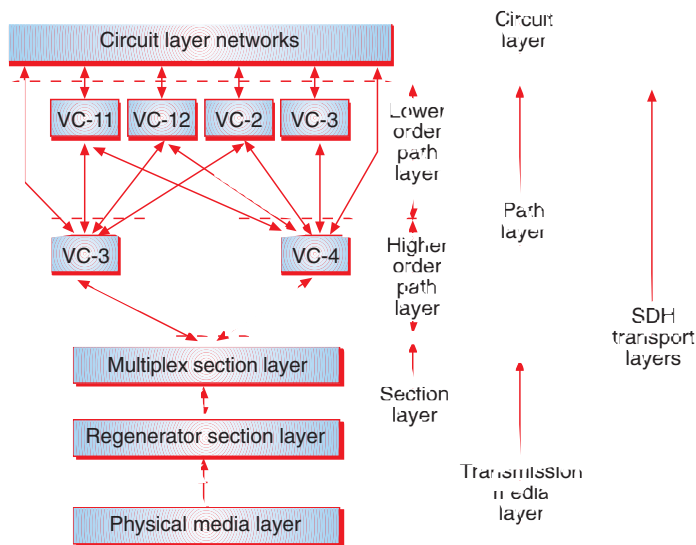 Circuit layer networks
Circuit
layer
VC-11
VC-12
VC-2
VC-3
Lower
order
path
layer
Path
layer
VC-3
VC-4
Higher
order
path
layer
SDH
transport
layers
Multiplex section layer
Section
layer
Regenerator section layer
Transmission
media
layer
Physical media layer